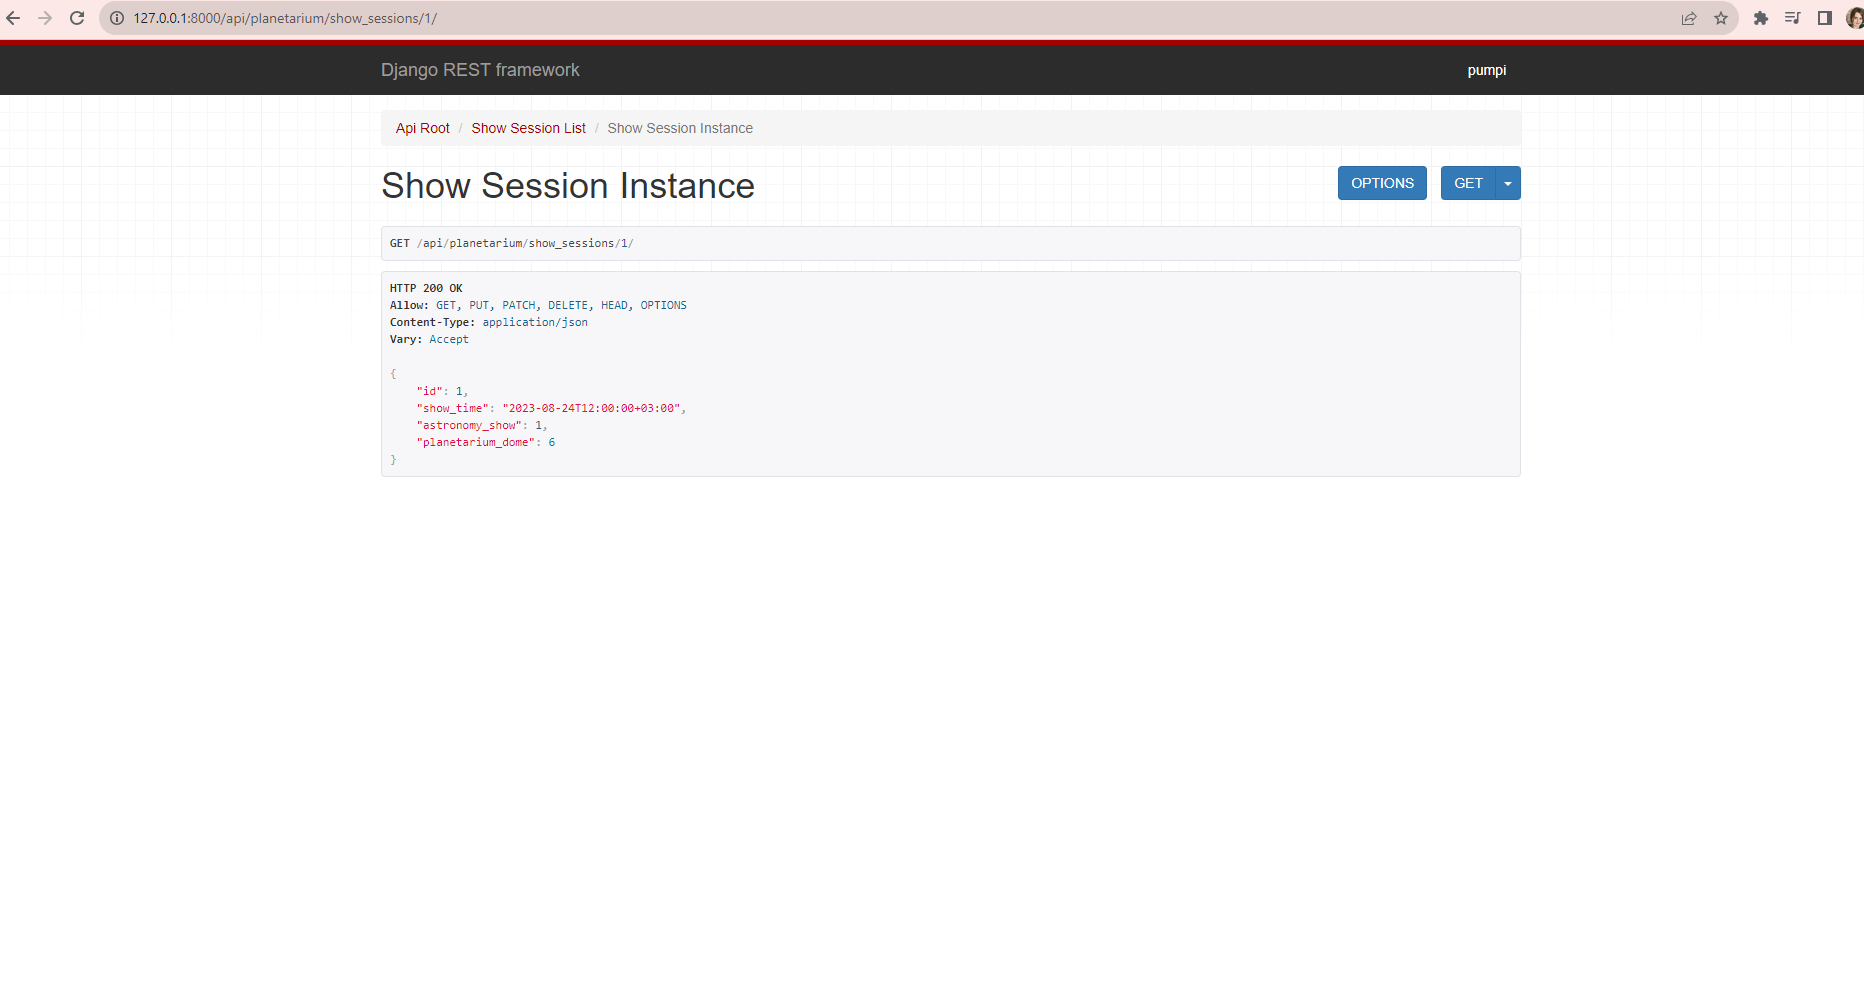 127.0.0.1:8000/api/planetarium/show_sessions/1/
Django REST framework
pumpi
Api Root / Show Session List / Show Session Instance
Show Session Instance
OPTIONS
GET
GET /api/planetarium/show_sessions/1/
HTTP 200 OK
Allow: GET, PUT, PATCH, DELETE, HEAD, OPTIONS
Content-Type: application/json
Vary: Accept
{
    "id": 1,
    "show_time": "2023-08-24T12:00:00+03:00",
    "astronomy_show": 1,
    "planetarium_dome": 6
}